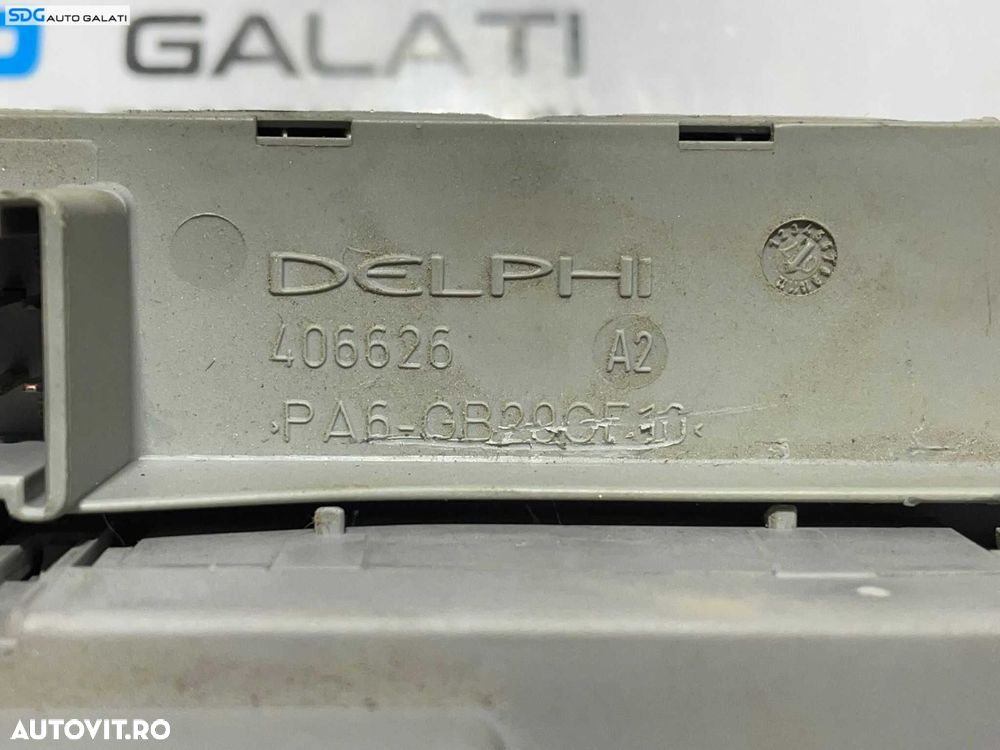 SDG AUTO GALATI
GALATI
DELPHI
406626 A2
>PA6-GB20GF10<
AUTOVIT.RO